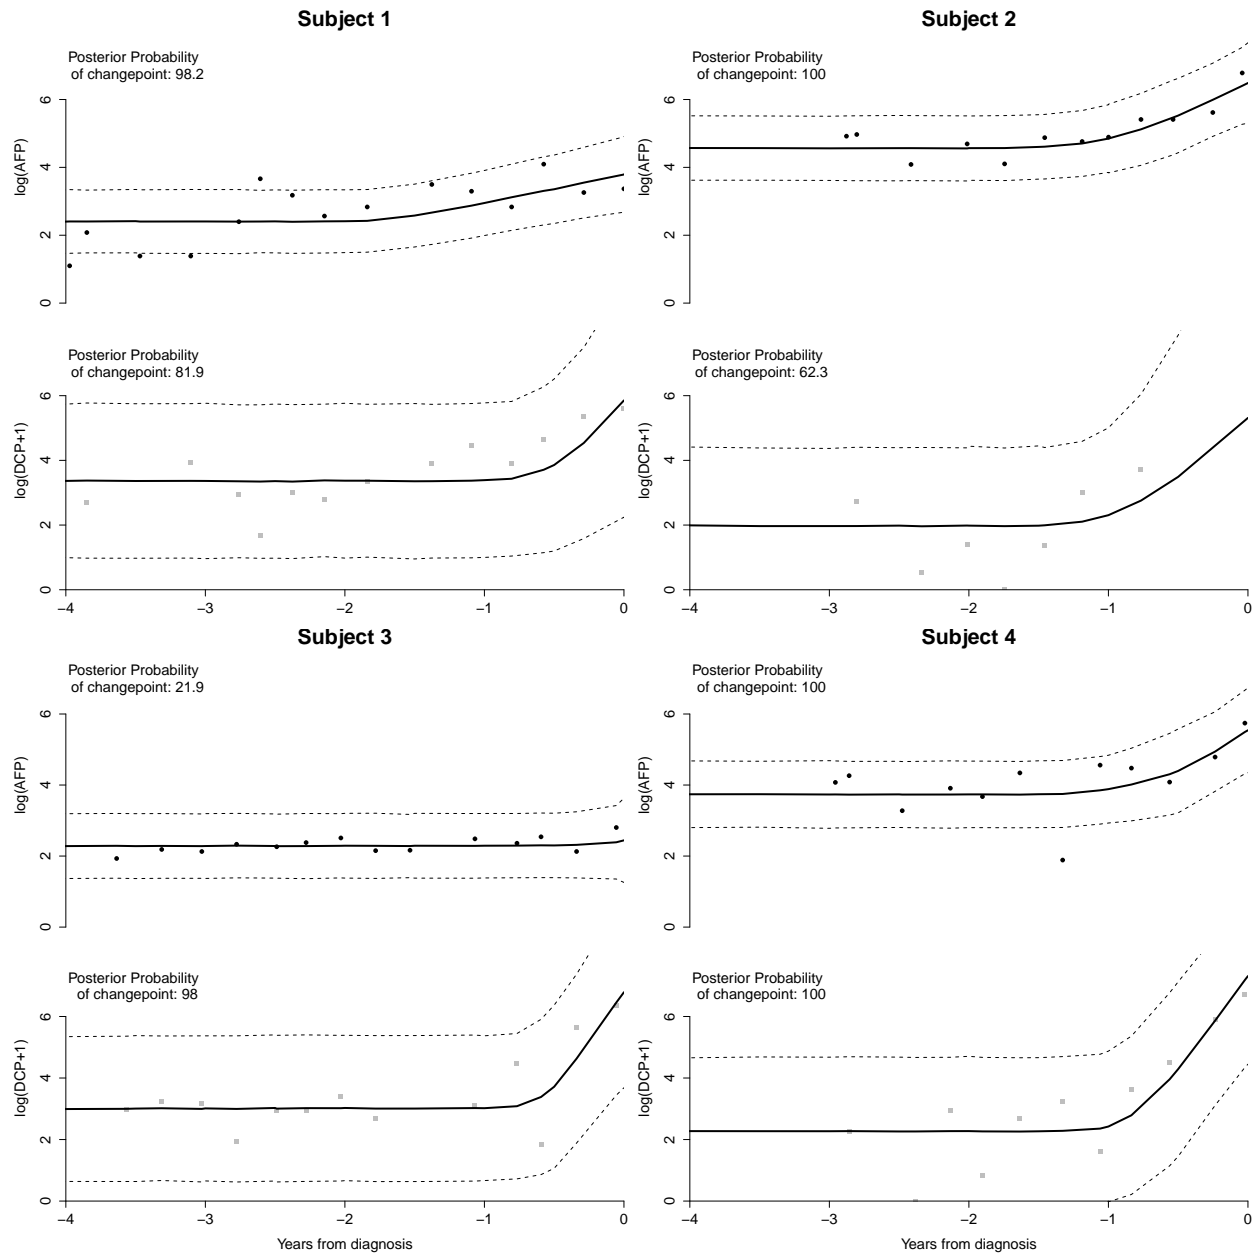 Subject 1
Posterior Probability
of changepoint: 98.2
log(AFP)
6
4
2
0
Posterior Probability
of changepoint: 81.9
log(DCP+1)
6
4
2
0
−4 −3 −2 −1 0
Subject 2
Posterior Probability
of changepoint: 100
log(AFP)
6
4
2
0
Posterior Probability
of changepoint: 62.3
log(DCP+1)
6
4
2
0
−4 −3 −2 −1 0
Subject 3
Posterior Probability
of changepoint: 21.9
log(AFP)
6
4
2
0
Posterior Probability
of changepoint: 98
log(DCP+1)
6
4
2
0
−4 −3 −2 −1 0
Years from diagnosis
Subject 4
Posterior Probability
of changepoint: 100
log(AFP)
6
4
2
0
Posterior Probability
of changepoint: 100
log(DCP+1)
6
4
2
0
−4 −3 −2 −1 0
Years from diagnosis